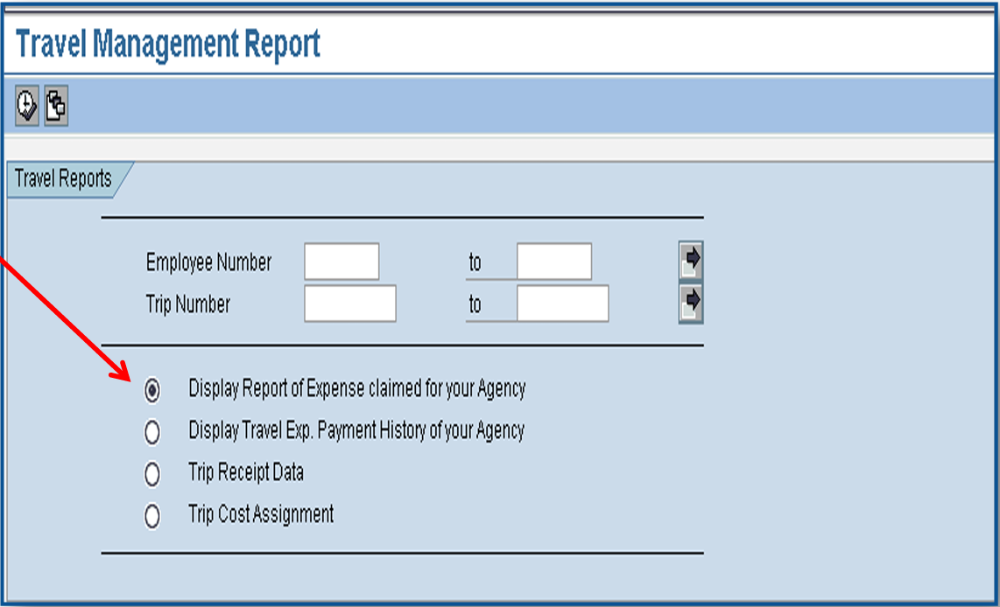 Travel Management Report
Travel Reports
Employee Number to
Trip Number to
Display Report of Expense claimed for your Agency
Display Travel Exp. Payment History of your Agency
Trip Receipt Data
Trip Cost Assignment